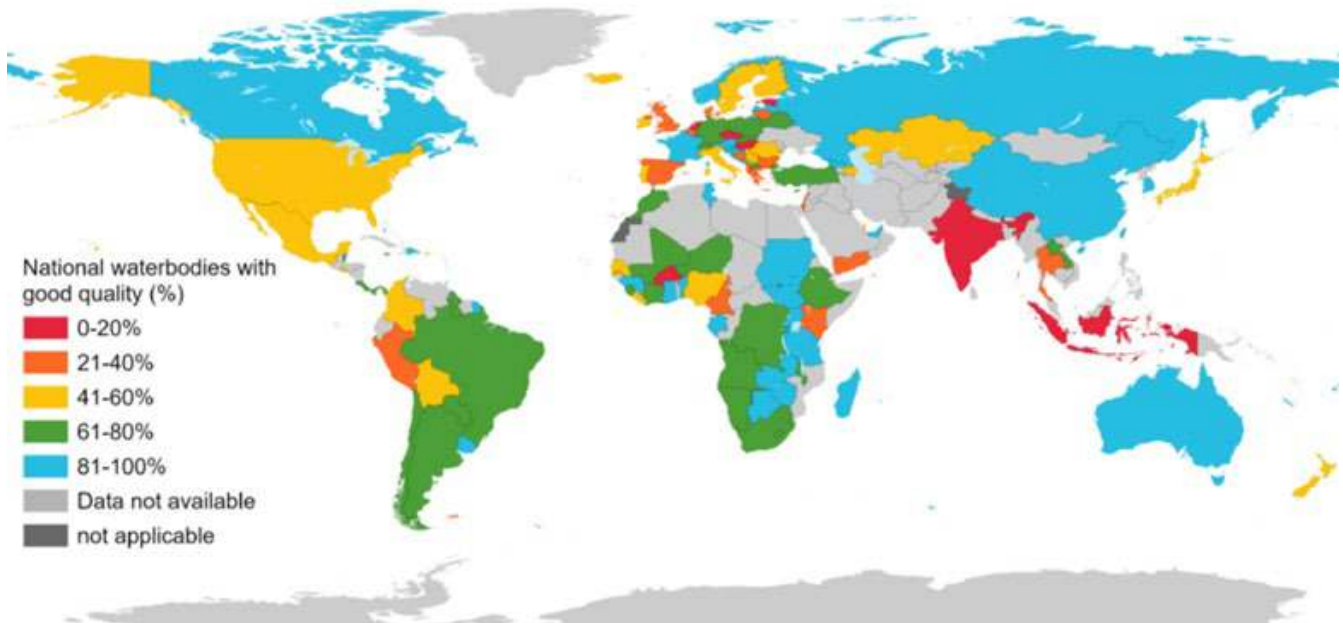 National waterbodies with
good quality (%)
0-20%
21-40%
41-60%
61-80%
81-100%
Data not available
not applicable